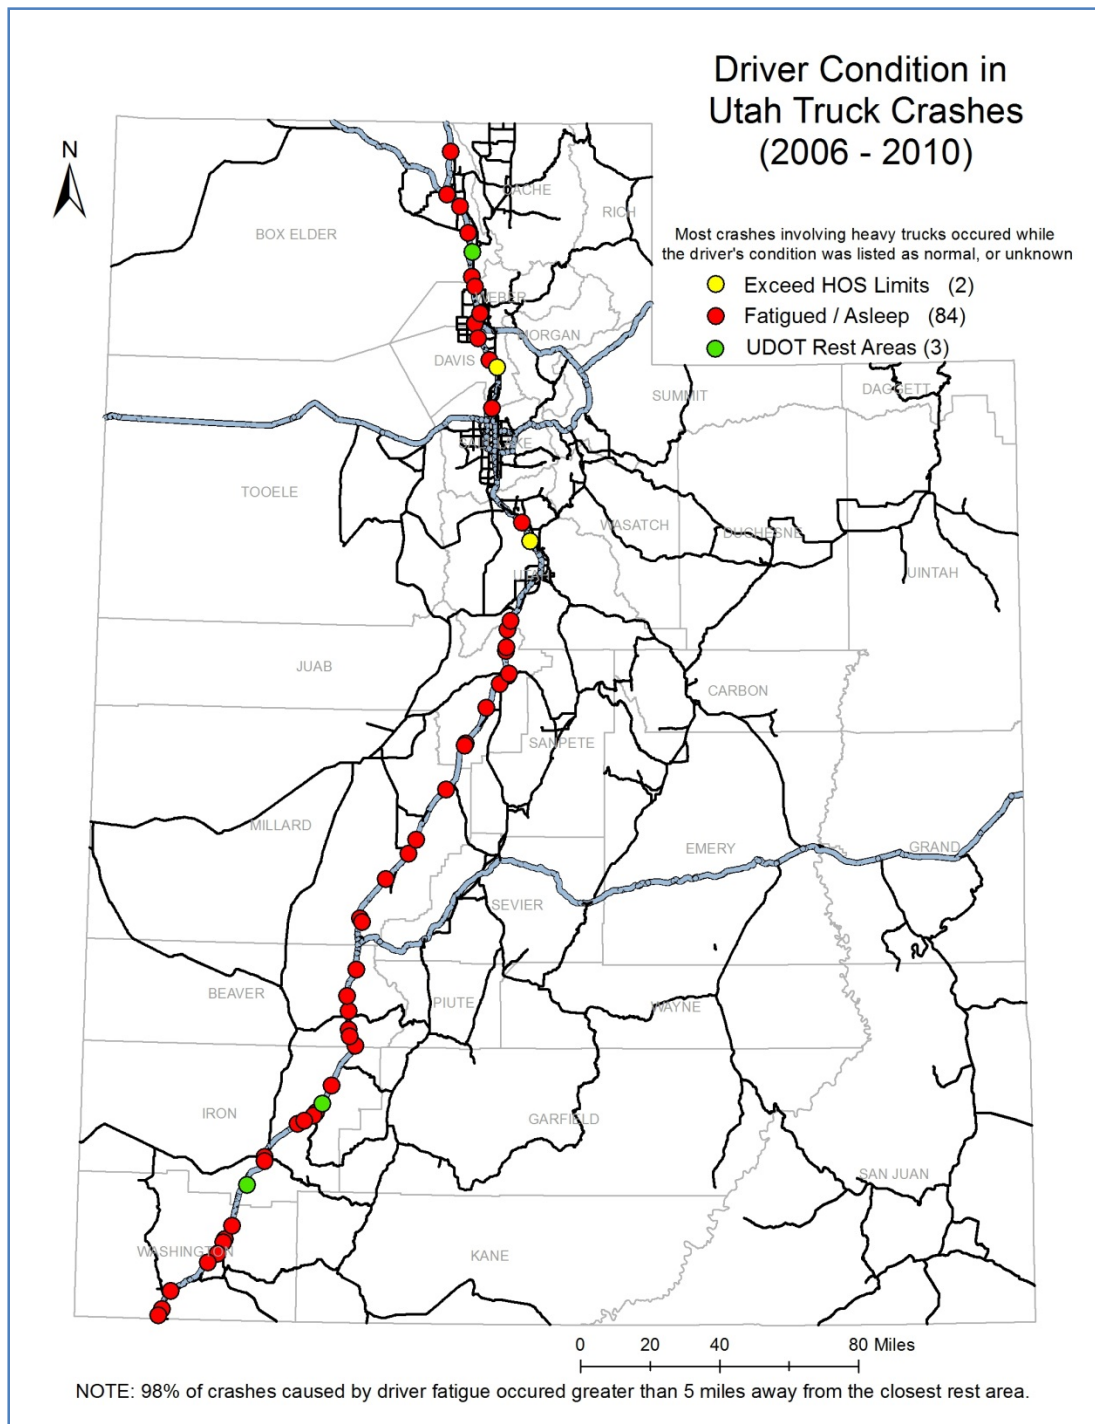 Driver Condition in
Utah Truck Crashes
(2006 - 2010)
N
Most crashes involving heavy trucks occured while
the driver's condition was listed as normal, or unknown
Exceed HOS Limits (2)
Fatigued / Asleep (84)
UDOT Rest Areas (3)
CACHE
RICH
BOX ELDER
WEBER
MORGAN
DAVIS
SUMMIT
DAGGETT
TOOELE
WASATCH
DUCHESNE
UINTAH
UTAH
JUAB
CARBON
SANPETE
MILLARD
EMERY
GRAND
SEVIER
BEAVER
PIUTE
WAYNE
IRON
GARFIELD
SAN JUAN
WASHINGTON
KANE
0 20 40 80 Miles
NOTE: 98% of crashes caused by driver fatigue occured greater than 5 miles away from the closest rest area.